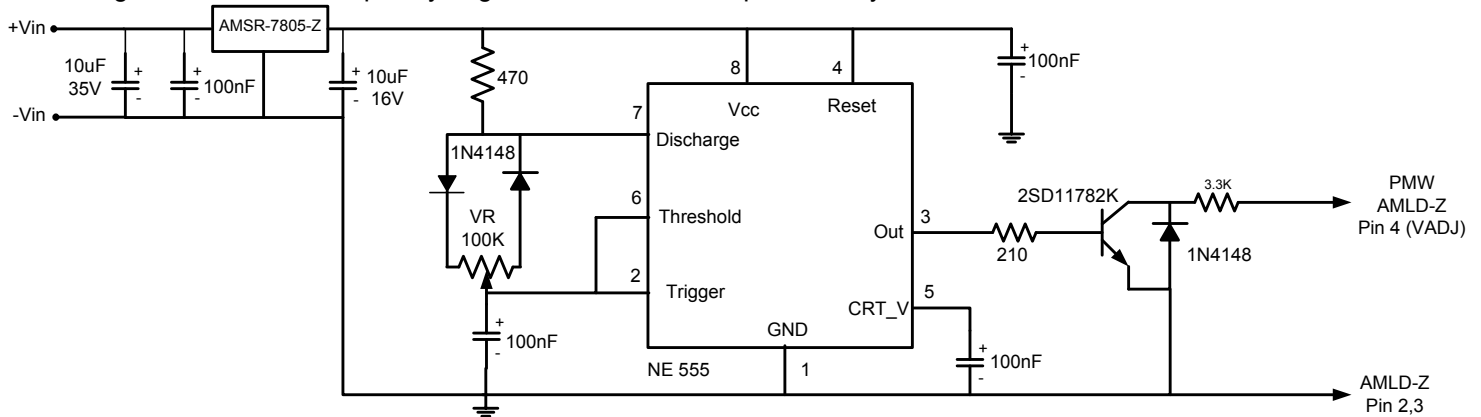 +Vin
AMSR-7805-Z
10uF
35V
+
-
+
-
100nF
+
-
10uF
16V
-Vin
470
+
-
100nF
8
4
Vcc
Reset
7
Discharge
1N4148
6
Threshold
VR
100K
2
Trigger
+
-
100nF
Out
3
210
2SD11782K
3.3K
1N4148
PMW
AMLD-Z
Pin 4 (VADJ)
CRT_V
5
+
-
100nF
GND
1
NE 555
AMLD-Z
Pin 2,3